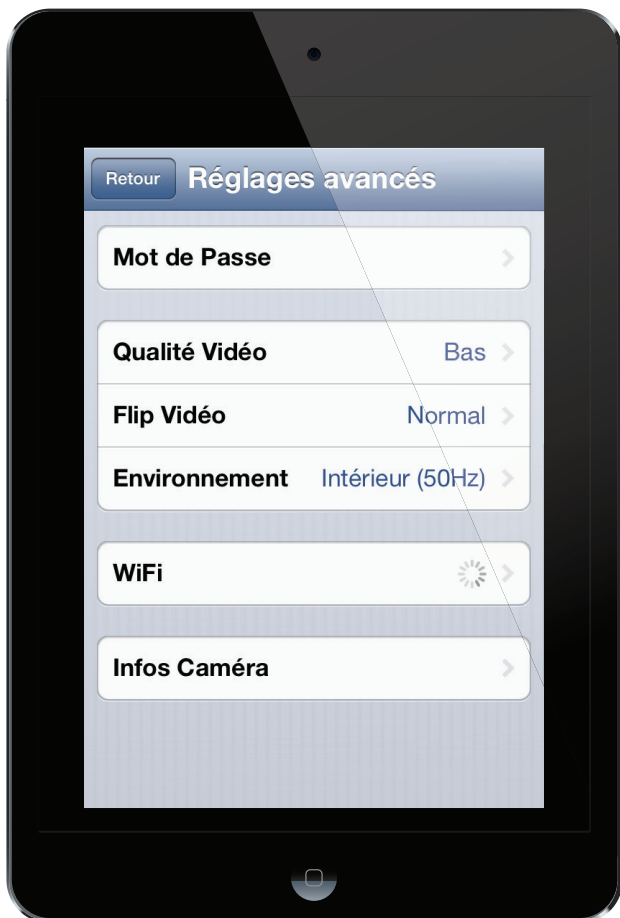 Retour Réglages avancés
Mot de Passe
Qualité Vidéo Bas
Flip Vidéo Normal
Environnement Intérieur (50Hz)
WiFi
Infos Caméra